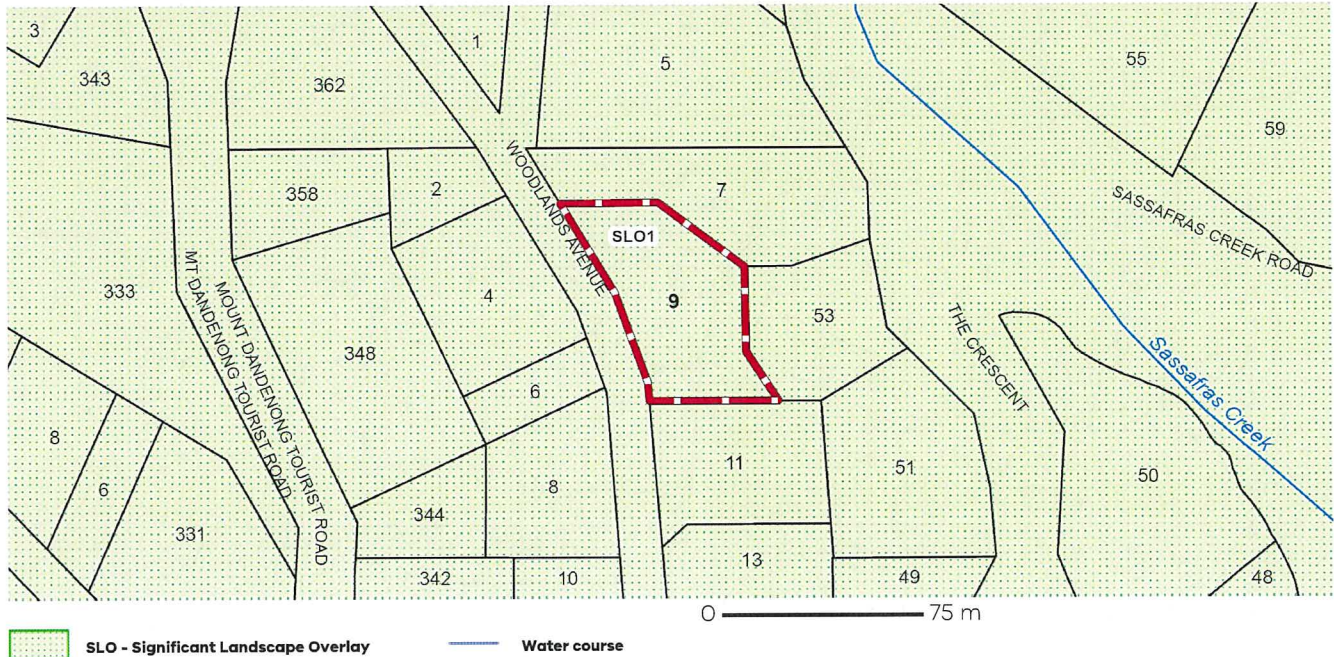 3
343
362
1
5
55
59
358
2
WOODLANDS AVENUE
7
SLO1
SASSAFRAS CREEK ROAD
333
MT DANDENONG TOURIST ROAD
MOUNT DANDENONG TOURIST ROAD
4
9
53
348
THE CRESCENT
Sassafras Creek
6
8
6
331
11
51
50
8
344
13
342
10
49
48
0 75 m
SLO - Significant Landscape Overlay
Water course